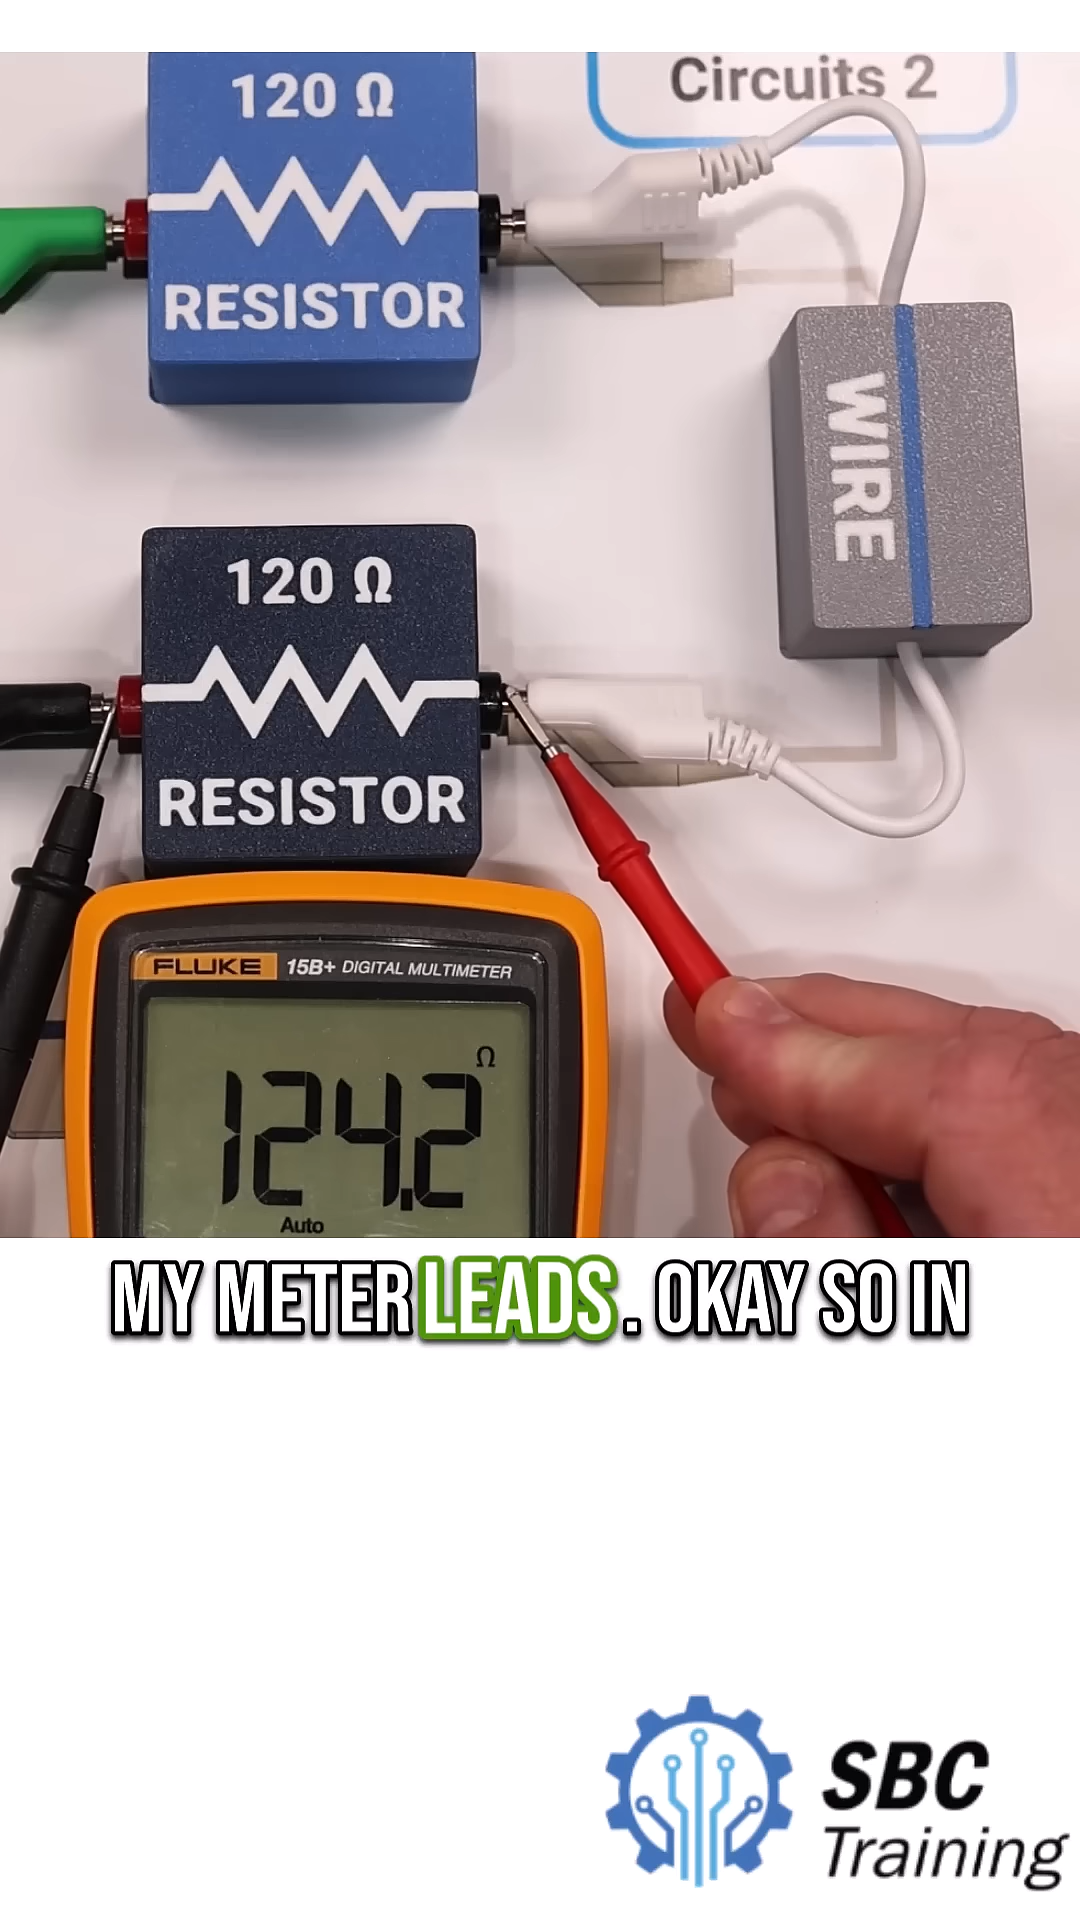 120 Ω
RESISTOR
Circuits 2
WIRE
120 Ω
RESISTOR
FLUKE 15B+ DIGITAL MULTIMETER
Ω
124.2
Auto
MY METER LEADS. OKAY SO IN
SBC
Training